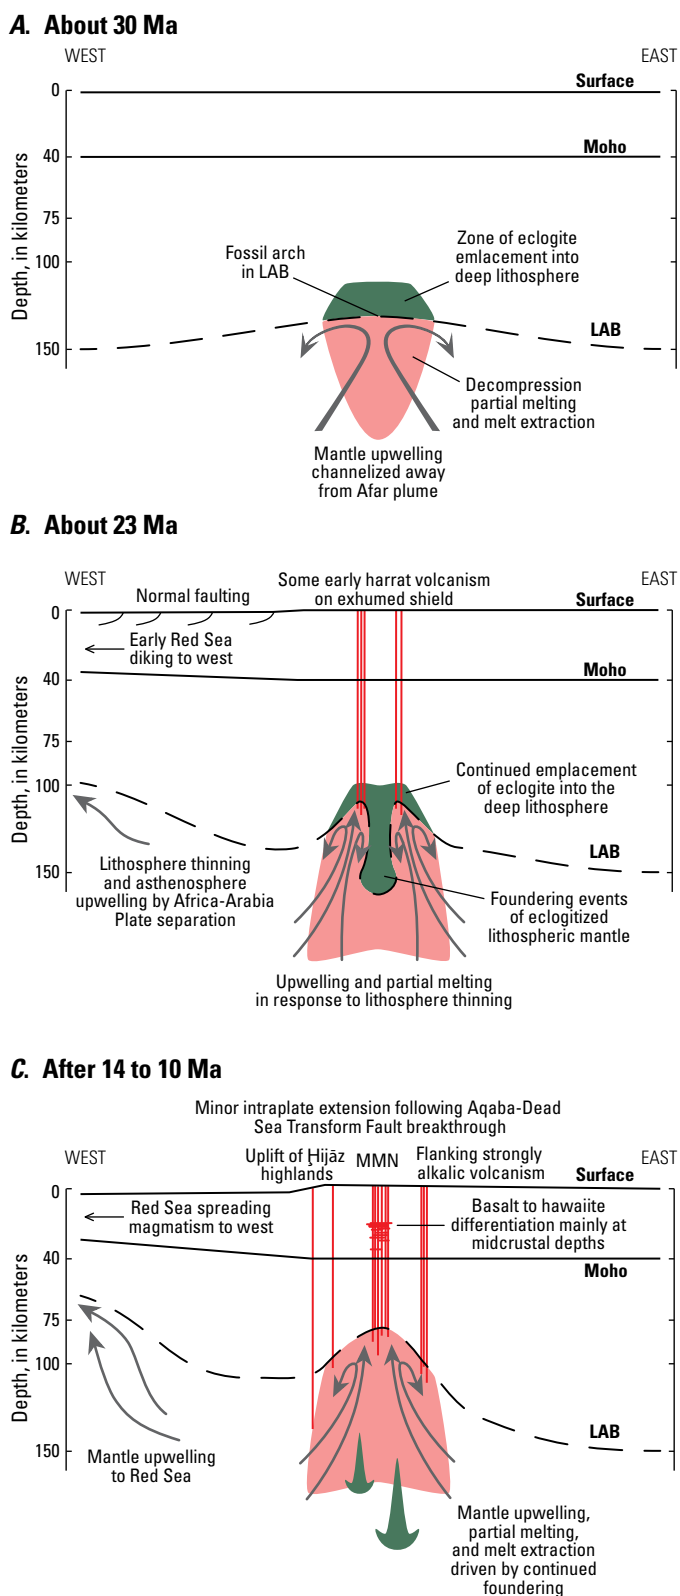 A. About 30 Ma
WEST
EAST
Surface
0
Moho
40
75
Depth, in kilometers
100
150
Fossil arch
in LAB
Zone of eclogite
emlacement into
deep lithosphere
LAB
Decompression
partial melting
and melt extraction
Mantle upwelling
channelized away
from Afar plume
B. About 23 Ma
WEST
EAST
Normal faulting
Some early harrat volcanism
on exhumed shield
Surface
0
Early Red Sea
diking to west
Moho
40
75
Depth, in kilometers
100
150
Continued emplacement
of eclogite into the
deep lithosphere
LAB
Lithosphere thinning
and asthenosphere
upwelling by Africa-Arabia
Plate separation
Foundering events
of eclogitized
lithospheric mantle
Upwelling and partial melting
in response to lithosphere thinning
C. After 14 to 10 Ma
Minor intraplate extension following Aqaba-Dead
Sea Transform Fault breakthrough
WEST
EAST
Uplift of Ḩijāz
highlands
MMN
Flanking strongly
alkalic volcanism
Surface
0
Red Sea spreading
magmatism to west
Basalt to hawaiite
differentiation mainly at
midcrustal depths
40
Moho
75
Depth, in kilometers
100
150
LAB
Mantle upwelling
to Red Sea
Mantle upwelling,
partial melting,
and melt extraction
driven by continued
foundering